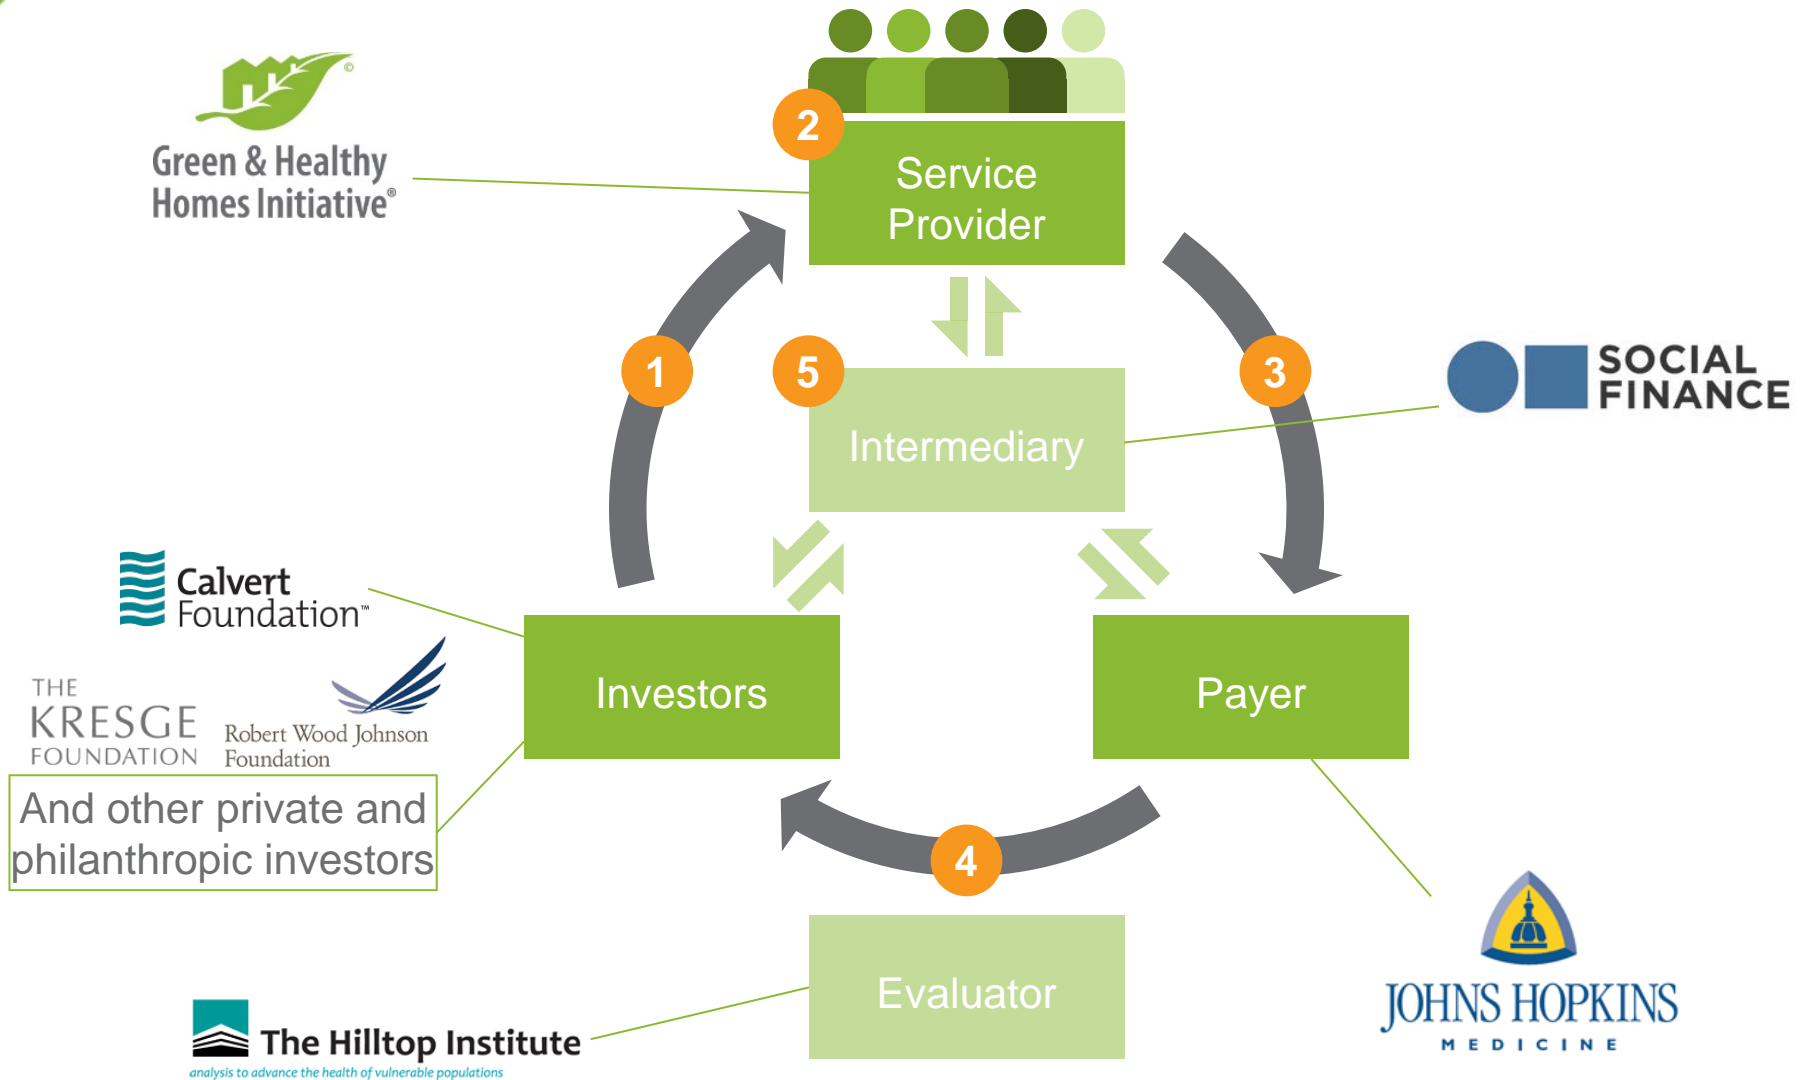 ©
Green & Healthy
Homes Initiative®
2
Service
Provider
1
5
Intermediary
3
SOCIAL
FINANCE
Calvert
Foundation™
THE
KRESGE
FOUNDATION
Robert Wood Johnson
Foundation
And other private and
philanthropic investors
Investors
Payer
4
Evaluator
The Hilltop Institute
analysis to advance the health of vulnerable populations
JOHNS HOPKINS
MEDICINE